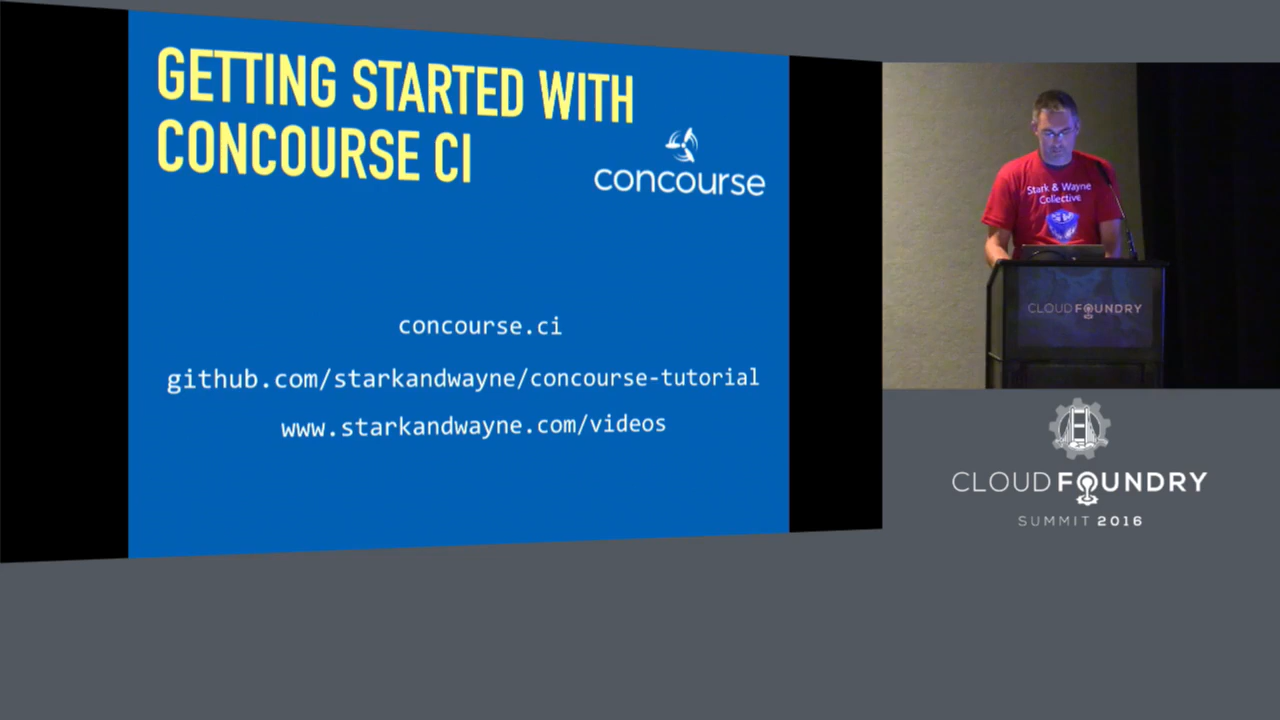 GETTING STARTED WITH
CONCOURSE CI
concourse
concourse.ci
github.com/starkandwayne/concourse-tutorial
www.starkandwayne.com/videos
Stark & Wayne
Collective
CLOUD FOUNDRY
CLOUD FOUNDRY
SUMMIT 2016